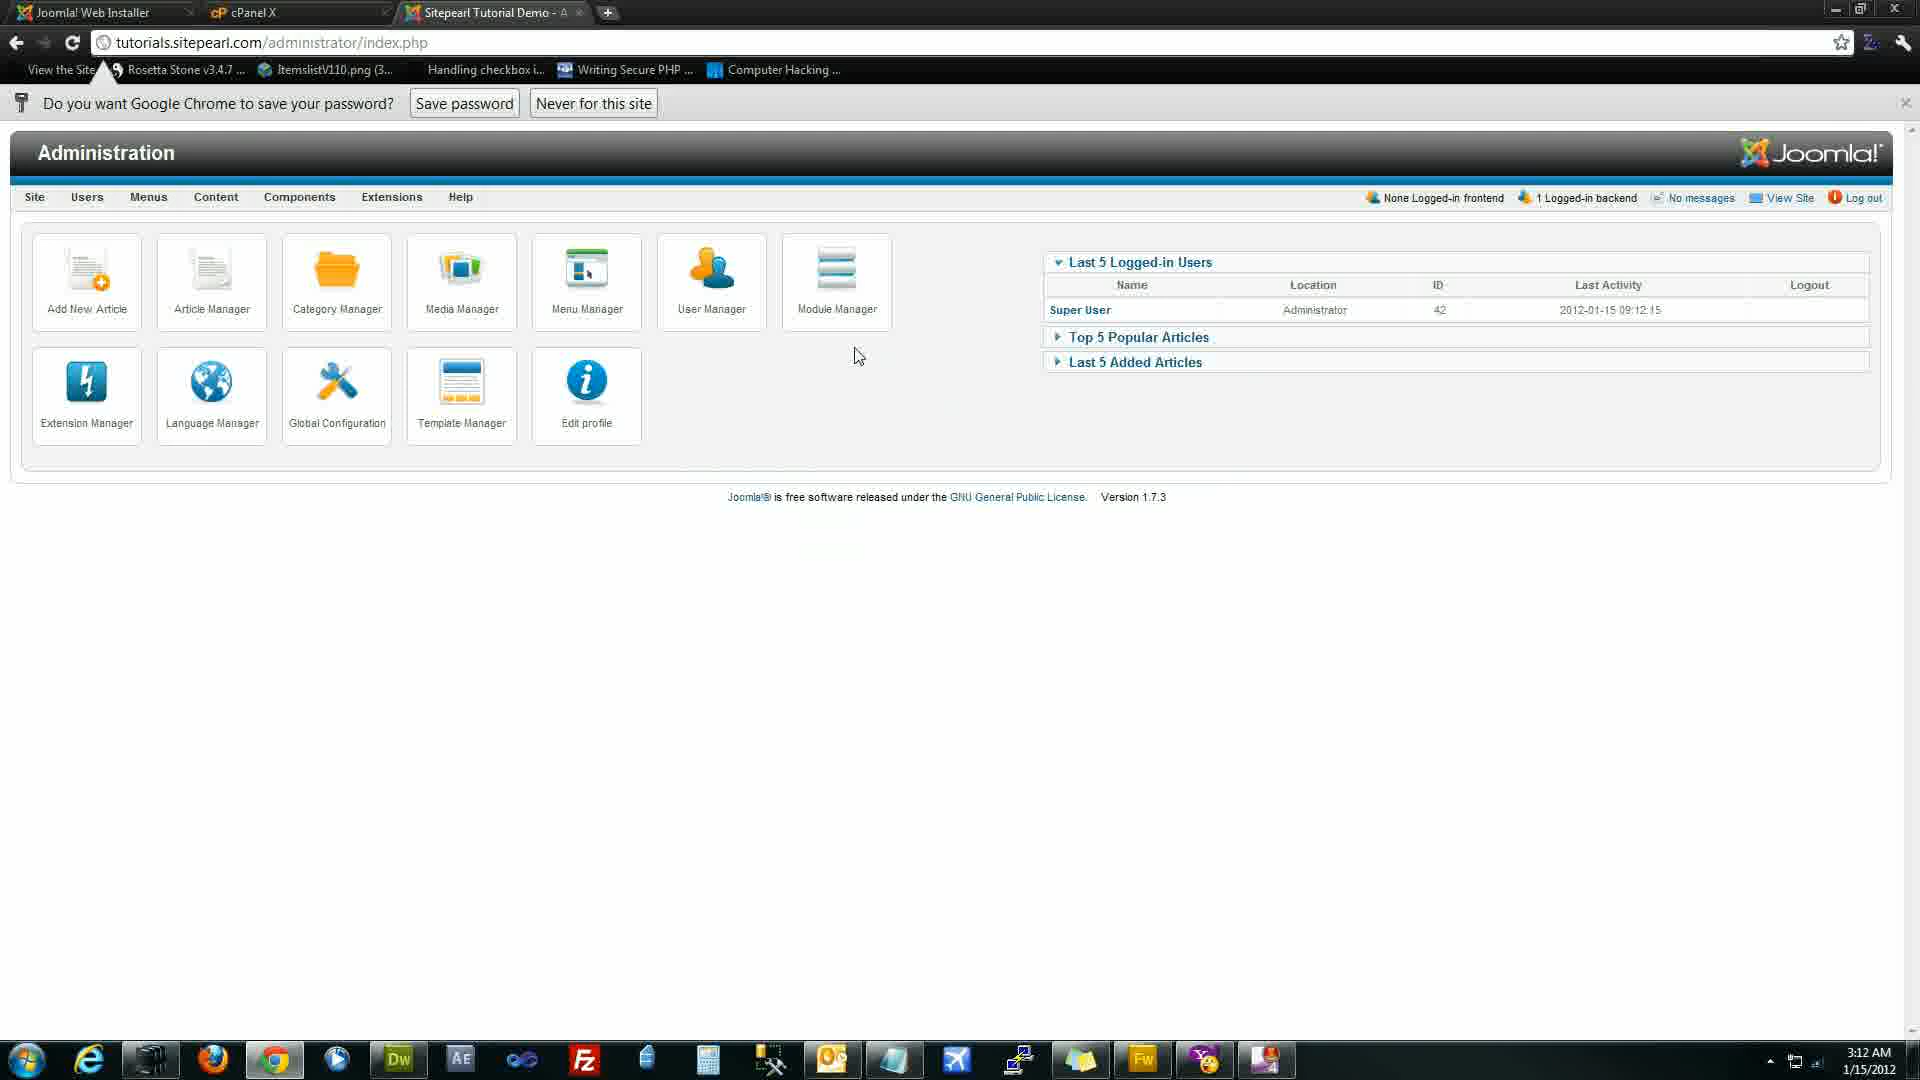 Joomla! Web Installer
cPanel X
Sitepearl Tutorial Demo - A
tutorials.sitepearl.com/administrator/index.php
View the Site
Rosetta Stone v3.4.7 ...
ItemslistV110.png (3...
Handling checkbox i...
Writing Secure PHP ...
Computer Hacking ...
Do you want Google Chrome to save your password?
Save password
Never for this site
Administration
Joomla!
Site
Users
Menus
Content
Components
Extensions
Help
None Logged-in frontend
1 Logged-in backend
No messages
View Site
Log out
Add New Article
Article Manager
Category Manager
Media Manager
Menu Manager
User Manager
Module Manager
Extension Manager
Language Manager
Global Configuration
Template Manager
Edit profile
Last 5 Logged-in Users
Name Location ID Last Activity Logout
Super User Administrator 42 2012-01-15 09:12:15
Top 5 Popular Articles
Last 5 Added Articles
Joomla!® is free software released under the GNU General Public License. Version 1.7.3
Dw
AE
Fz
Fw
3:12 AM
1/15/2012